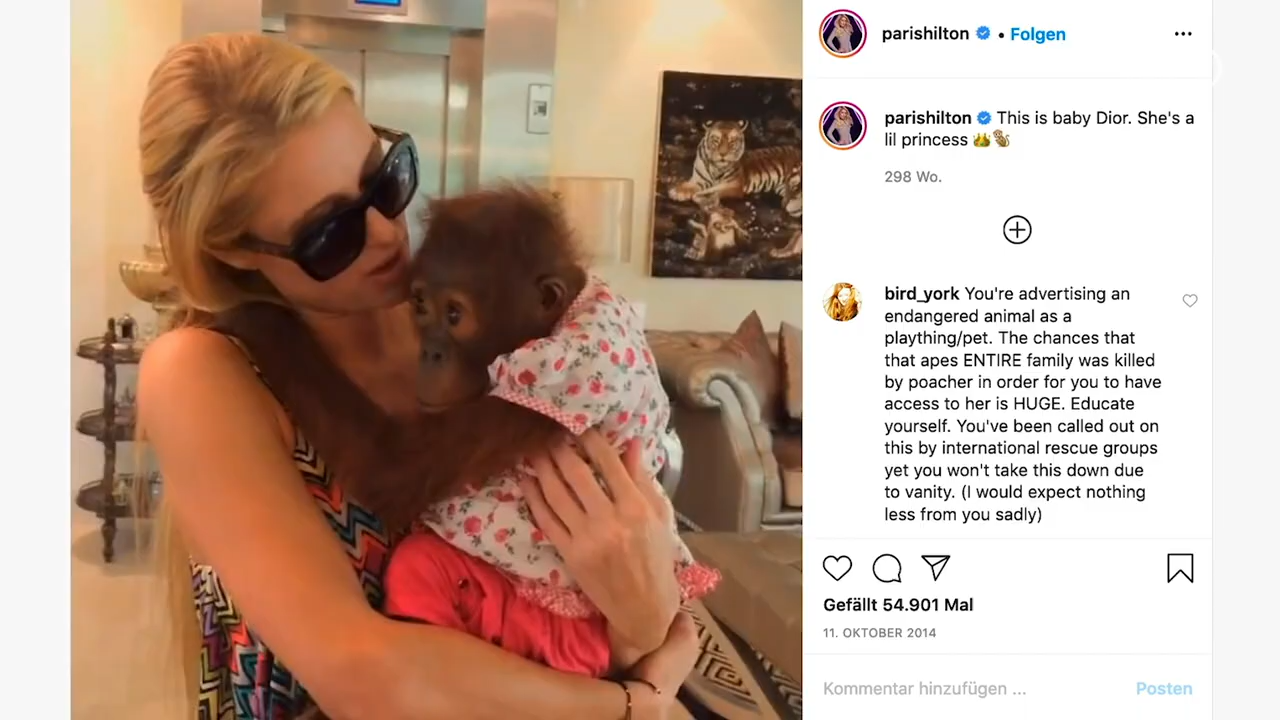 parishilton • Folgen
parishilton This is baby Dior. She's a
lil princess
298 Wo.
bird_york You're advertising an
endangered animal as a
plaything/pet. The chances that
that apes ENTIRE family was killed
by poacher in order for you to have
access to her is HUGE. Educate
yourself. You've been called out on
this by international rescue groups
yet you won't take this down due
to vanity. (I would expect nothing
less from you sadly)
Gefällt 54.901 Mal
11. OKTOBER 2014
Kommentar hinzufügen ...
Posten